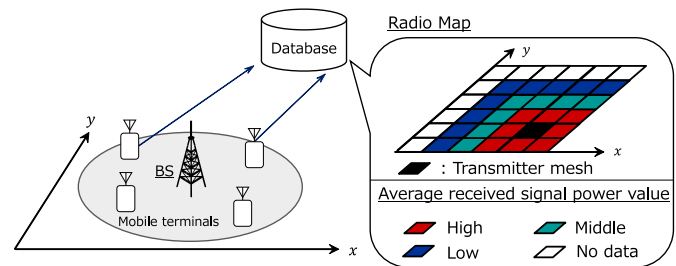 Database
Radio Map
y
x
: Transmitter mesh
Average received signal power value
High
Middle
Low
No data
y
BS
Mobile terminals
x